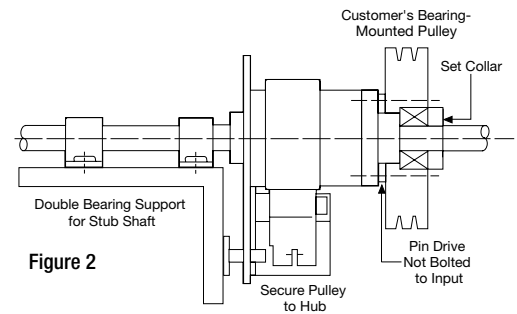 Customer's Bearing-
Mounted Pulley
Set Collar
Double Bearing Support
for Stub Shaft
Figure 2
Pin Drive
Not Bolted
to Input
Secure Pulley
to Hub